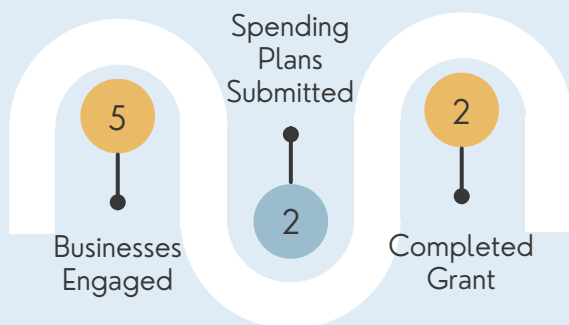 5
Businesses
Engaged
Spending
Plans
Submitted
2
2
Completed
Grant